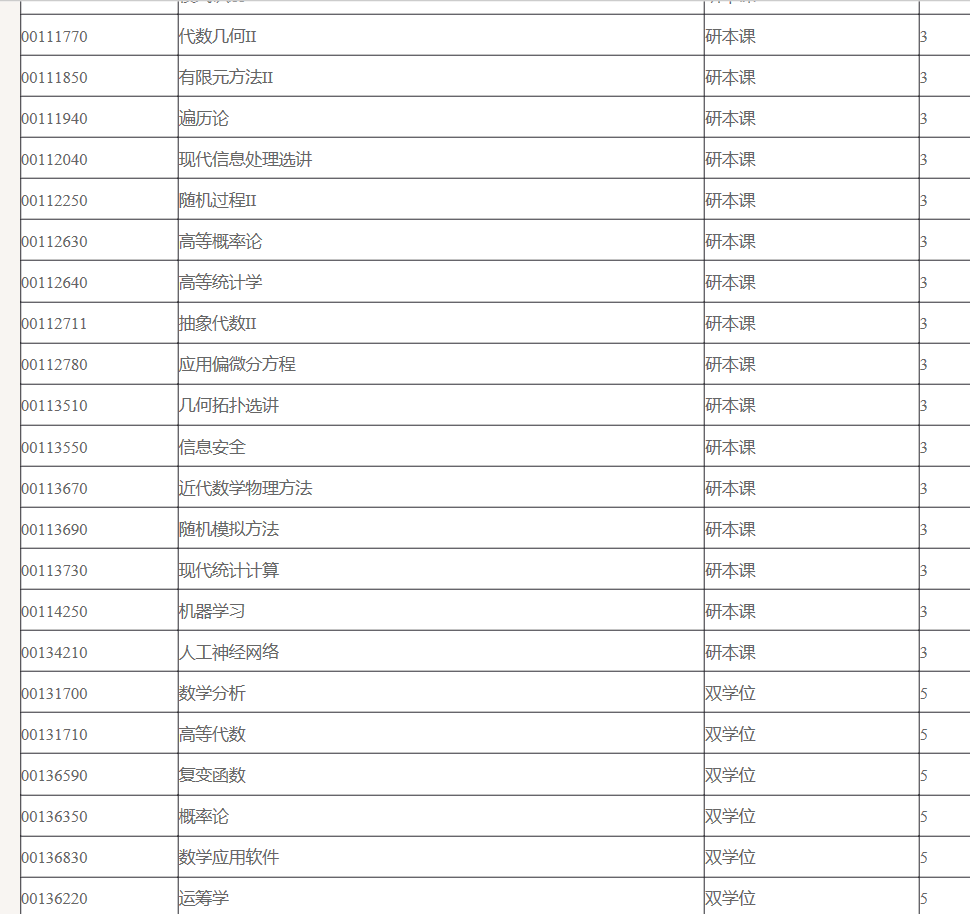 00111770 代数几何II 研本课 3
00111850 有限元方法II 研本课 3
00111940 遍历论 研本课 3
00112040 现代信息处理选讲 研本课 3
00112250 随机过程II 研本课 3
00112630 高等概率论 研本课 3
00112640 高等统计学 研本课 3
00112711 抽象代数II 研本课 3
00112780 应用偏微分方程 研本课 3
00113510 几何拓扑选讲 研本课 3
00113550 信息安全 研本课 3
00113670 近代数学物理方法 研本课 3
00113690 随机模拟方法 研本课 3
00113730 现代统计计算 研本课 3
00114250 机器学习 研本课 3
00134210 人工神经网络 研本课 3
00131700 数学分析 双学位 5
00131710 高等代数 双学位 5
00136590 复变函数 双学位 5
00136350 概率论 双学位 5
00136830 数学应用软件 双学位 5
00136220 运筹学 双学位 5